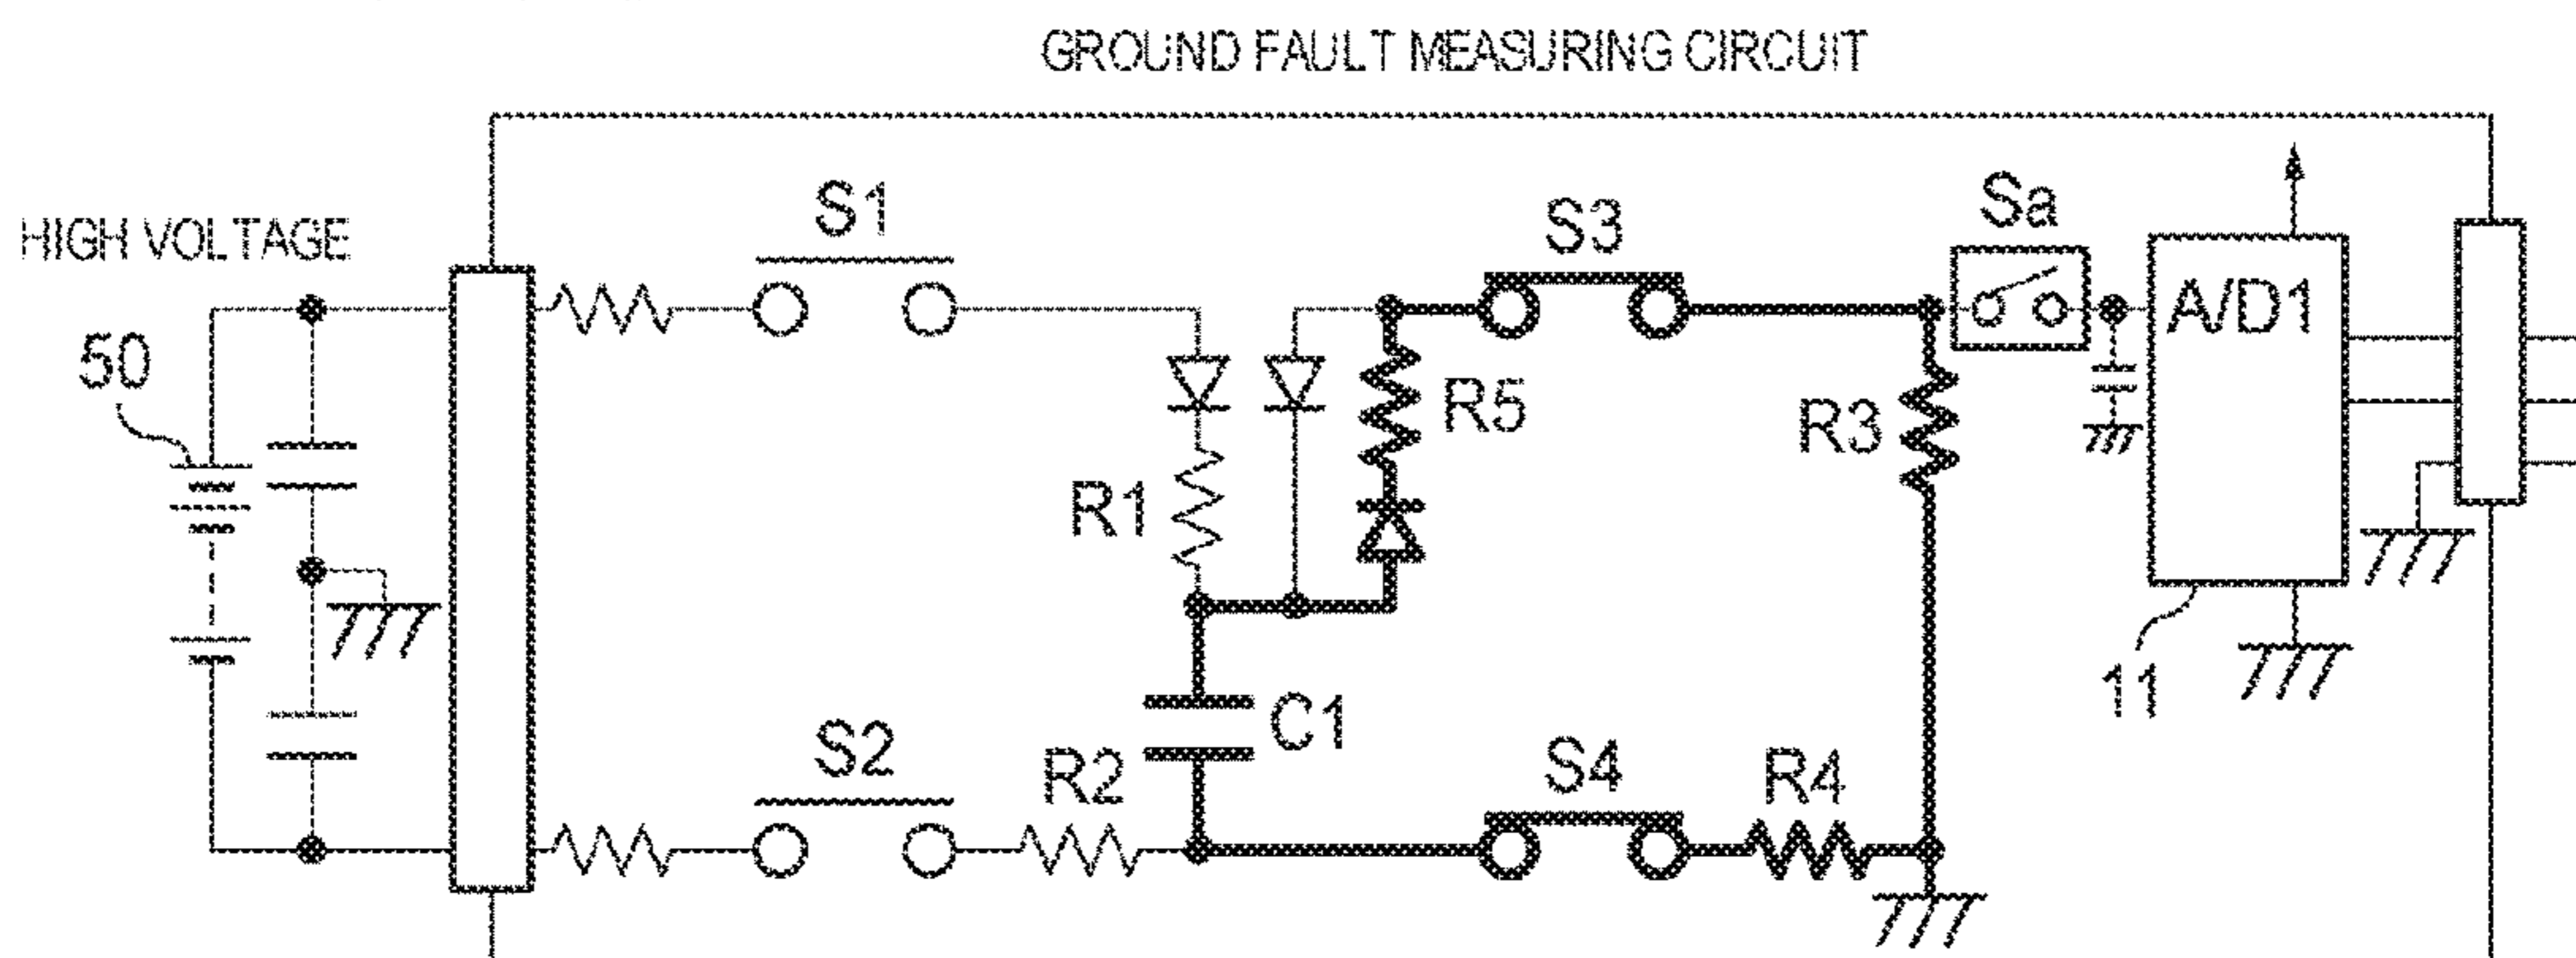 GROUND FAULT MEASURING CIRCUIT
HIGH VOLTAGE
50
S1
S3
Sa
A/D1
R5
R3
R1
C1
S2
R2
S4
R4
11